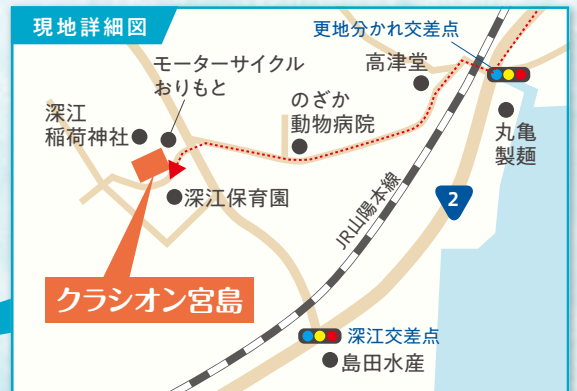 現地詳細図
更地分かれ交差点
モーターサイクル
おりもと
高津堂
のざか
動物病院
深江
稲荷神社
丸亀
製麺
深江保育園
JR山陽本線
2
クラシオン宮島
深江交差点
島田水産